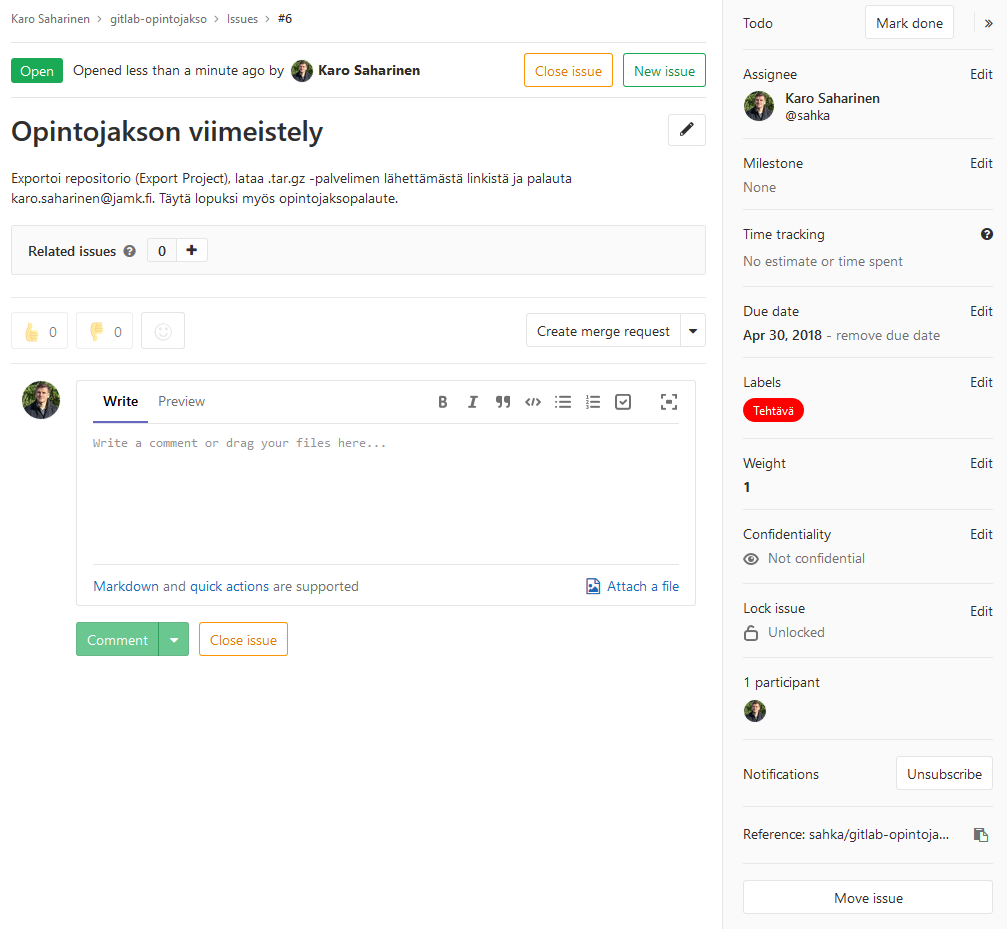 Karo Saharinen > gitlab-opintojakso > Issues > #6
Open Opened less than a minute ago by Karo Saharinen Close issue New issue
Opintojakson viimeistely
Exportoi repositorio (Export Project), lataa .tar.gz -palvelimen lähettämästä linkistä ja palauta
karo.saharinen@jamk.fi. Täytä lopuksi myös opintojaksopalaute.
Related issues ? 0 +
0 0 Create merge request
Write Preview
Write a comment or drag your files here...
Markdown and quick actions are supported Attach a file
Comment Close issue
Todo Mark done »
Assignee Edit
Karo Saharinen
@sahka
Milestone Edit
None
Time tracking ?
No estimate or time spent
Due date Edit
Apr 30, 2018 - remove due date
Labels Edit
Tehtävä
Weight Edit
1
Confidentiality Edit
Not confidential
Lock issue Edit
Unlocked
1 participant
Notifications Unsubscribe
Reference: sahka/gitlab-opintoja...
Move issue